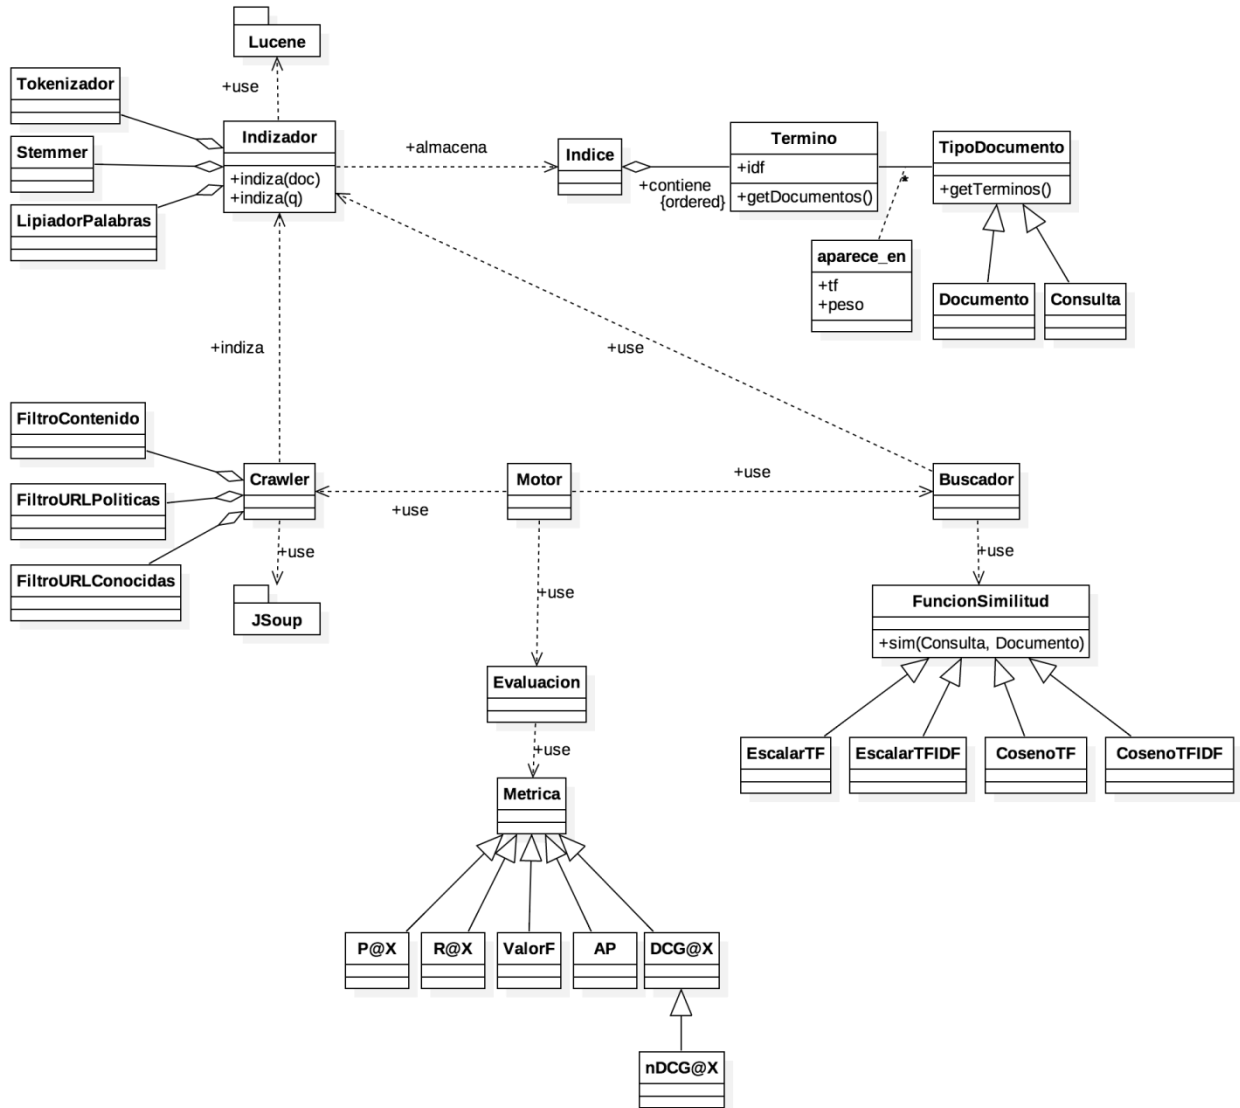 Lucene
+use
Tokenizador
Stemmer
LipiadorPalabras
Indizador
+indiza(doc)
+indiza(q)
+almacena
Indice
+contiene
{ordered}
Termino
+idf
+getDocumentos()
*
TipoDocumento
+getTerminos()
aparece_en
+tf
+peso
Documento
Consulta
+indiza
+use
FiltroContenido
FiltroURLPoliticas
FiltroURLConocidas
Crawler
+use
Motor
+use
Buscador
+use
JSoup
+use
+use
FuncionSimilitud
+sim(Consulta, Documento)
Evaluacion
+use
EscalarTF
EscalarTFIDF
CosenoTF
CosenoTFIDF
Metrica
P@X
R@X
ValorF
AP
DCG@X
nDCG@X